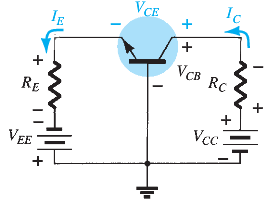 V_CE
I_E
I_C
- +
+ + -
R_E
V_CB
R_C
- - +
V_EE
V_CC
+
+ -